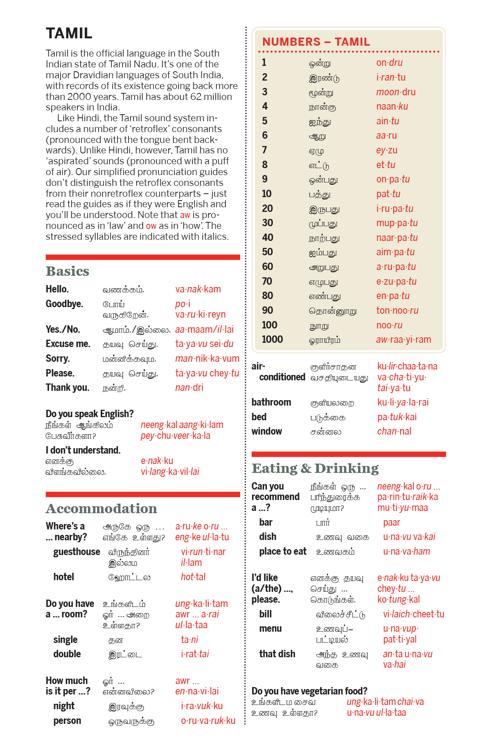 TAMIL
Tamil is the official language in the South
Indian state of Tamil Nadu. It's one of the
major Dravidian languages of South India,
with records of its existence going back more
than 2000 years. Tamil has about 62 million
speakers in India.
Like Hindi, the Tamil sound system in-
cludes a number of 'retroflex' consonants
(pronounced with the tongue bent back-
wards). Unlike Hindi, however, Tamil has no
'aspirated' sounds (pronounced with a puff
of air). Our simplified pronunciation guides
don't distinguish the retroflex consonants
from their nonretroflex counterparts – just
read the guides as if they were English and
you'll be understood. Note that aw is pro-
nounced as in 'law' and ow as in 'how'. The
stressed syllables are indicated with italics.
Basics
Hello. வணக்கம். va·nak·kam
Goodbye. போய் po·i
வருகிறேன். va·ru·ki·reyn
Yes./No. ஆமாம்./இல்லை. aa·maam/il·lai
Excuse me. தயவு செய்து. ta·ya·vu sei·du
Sorry. மன்னிக்கவும். man·nik·ka·vum
Please. தயவு செய்து. ta·ya·vu chey·tu
Thank you. நன்றி. nan·dri
Do you speak English?
நீங்கள் ஆங்கிலம் neeng·kal aang·ki·lam
பேசுவீர்களா? pey·chu·veer·ka·la
I don't understand.
எனக்கு e·nak·ku
விளங்கவில்லை. vi·lang·ka·vil·lai
Accommodation
Where's a அருகே ஒரு ... a·ru·ke o·ru ...
... nearby? எங்கே உள்ளது? eng·ke ul·la·tu
guesthouse விருந்தினர் vi·run·ti·nar
இல்லம் il·lam
hotel ஹோட்டல் hot·tal
Do you have உங்களிடம் ung·ka·li·tam
a ... room? ஓர் ... அறை awr ... a·rai
உள்ளதா? ul·la·taa
single தனி ta·ni
double இரட்டை i·rat·tai
How much ஓர் ... awr ...
is it per ...? என்னவிலை? en·na·vi·lai
night இரவுக்கு i·ra·vuk·ku
person ஒருவருக்கு o·ru·va·ruk·ku
NUMBERS – TAMIL
1 ஒன்று on·dru
2 இரண்டு i·ran·tu
3 மூன்று moon·dru
4 நான்கு naan·ku
5 ஐந்து ain·tu
6 ஆறு aa·ru
7 ஏழு ey·zu
8 எட்டு et·tu
9 ஒன்பது on·pa·tu
10 பத்து pat·tu
20 இருபது i·ru·pa·tu
30 முப்பது mup·pa·tu
40 நாற்பது naar·pa·tu
50 ஐம்பது aim·pa·tu
60 அறுபது a·ru·pa·tu
70 எழுபது e·zu·pa·tu
80 எண்பது en·pa·tu
90 தொன்னூறு ton·noo·ru
100 நூறு noo·ru
1000 ஓராயிரம் aw·raa·yi·ram
air- குளிர்சாதன ku·lir·chaa·ta·na
conditioned வசதியுடையது va·cha·ti·yu·
tai·ya·tu
bathroom குளியலறை ku·li·ya·la·rai
bed படுக்கை pa·tuk·kai
window சன்னல் chan·nal
Eating & Drinking
Can you நீங்கள் ஒரு ... neeng·kal o·ru ...
recommend பரிந்துரைக்க pa·rin·tu·raik·ka
a ...? முடியுமா? mu·ti·yu·maa
bar பார் paar
dish உணவு வகை u·na·vu va·kai
place to eat உணவகம் u·na·va·ham
I'd like எனக்கு தயவு e·nak·ku ta·ya·vu
(a/the) ..., செய்து ... chey·tu ...
please. கொடுங்கள். ko·tung·kal
bill விலைச்சீட்டு vi·laich·cheet·tu
menu உணவுப்– u·na·vup·
பட்டியல் pat·ti·yal
that dish அந்த உணவு an·ta u·na·vu
வகை va·hai
Do you have vegetarian food?
உங்களிடம் சைவ ung·ka·li·tam chai·va
உணவு உள்ளதா? u·na·vu ul·la·taa